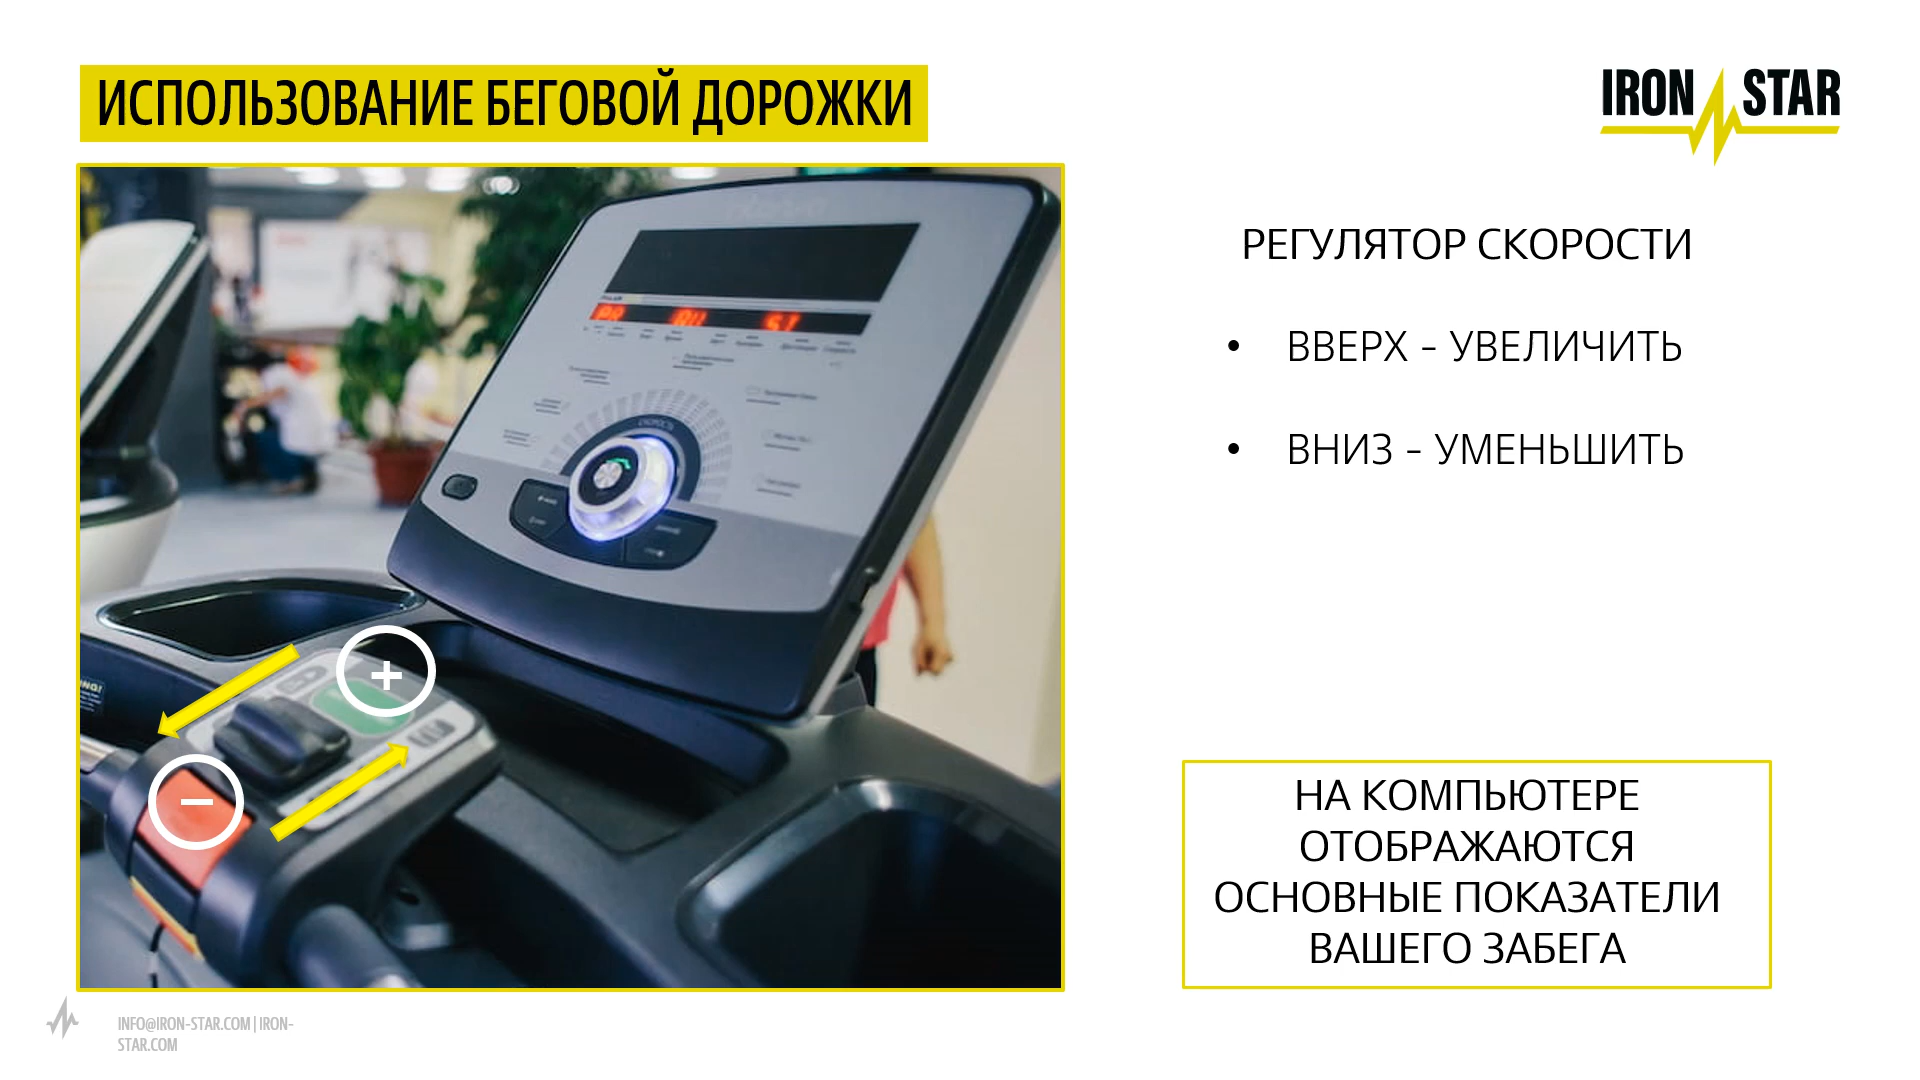 ИСПОЛЬЗОВАНИЕ БЕГОВОЙ ДОРОЖКИ
IRON STAR
РЕГУЛЯТОР СКОРОСТИ
• ВВЕРХ – УВЕЛИЧИТЬ
• ВНИЗ – УМЕНЬШИТЬ
СКОРОСТЬ
+
–
НА КОМПЬЮТЕРЕ
ОТОБРАЖАЮТСЯ
ОСНОВНЫЕ ПОКАЗАТЕЛИ
ВАШЕГО ЗАБЕГА
INFO@IRON-STAR.COM | IRON-
STAR.COM